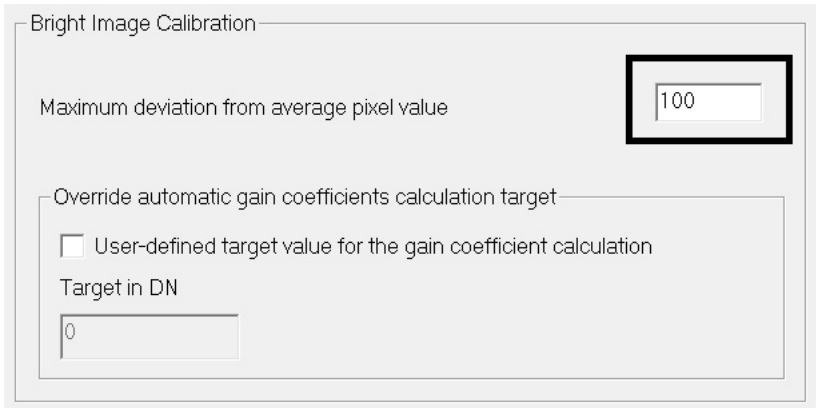 Bright Image Calibration
Maximum deviation from average pixel value
100
Override automatic gain coefficients calculation target
User-defined target value for the gain coefficient calculation
Target in DN
0